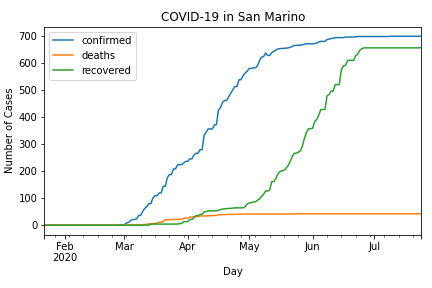 COVID-19 in San Marino
confirmed
deaths
recovered
Number of Cases
700
600
500
400
300
200
100
0
Feb Mar Apr May Jun Jul
2020
Day